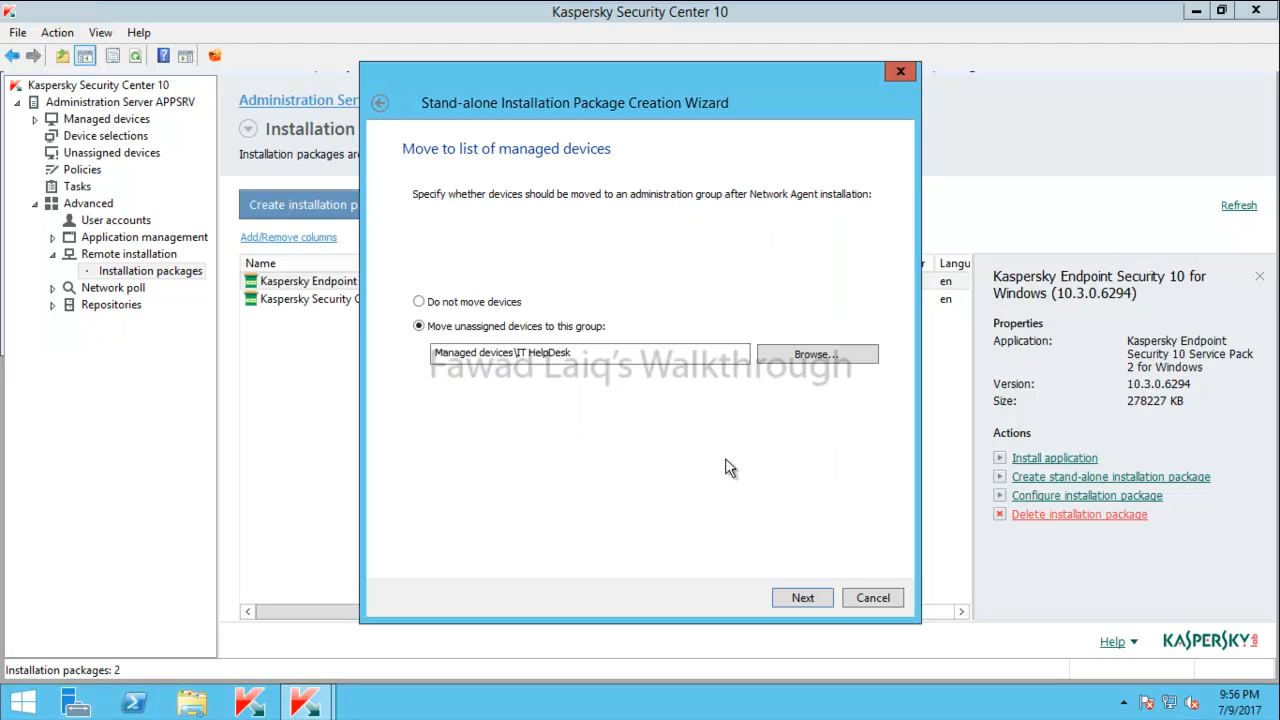 Kaspersky Security Center 10
File Action View Help
Kaspersky Security Center 10
Administration Server APPSRV
Managed devices
Device selections
Unassigned devices
Policies
Tasks
Advanced
User accounts
Application management
Remote installation
Installation packages
Network poll
Repositories
Administration Ser
Installation
Installation packages are
Create installation p
Add/Remove columns
Refresh
Name
r Langu
Kaspersky Endpoint
en
Kaspersky Security C
en
Stand-alone Installation Package Creation Wizard
Move to list of managed devices
Specify whether devices should be moved to an administration group after Network Agent installation:
Do not move devices
Move unassigned devices to this group:
Managed devices\IT HelpDesk
Browse...
Fawad Laiq's Walkthrough
Next
Cancel
Kaspersky Endpoint Security 10 for
Windows (10.3.0.6294)
Properties
Application: Kaspersky Endpoint
Security 10 Service Pack
2 for Windows
Version: 10.3.0.6294
Size: 278227 KB
Actions
Install application
Create stand-alone installation package
Configure installation package
Delete installation package
Help
KASPERSKY
Installation packages: 2
9:56 PM
7/9/2017